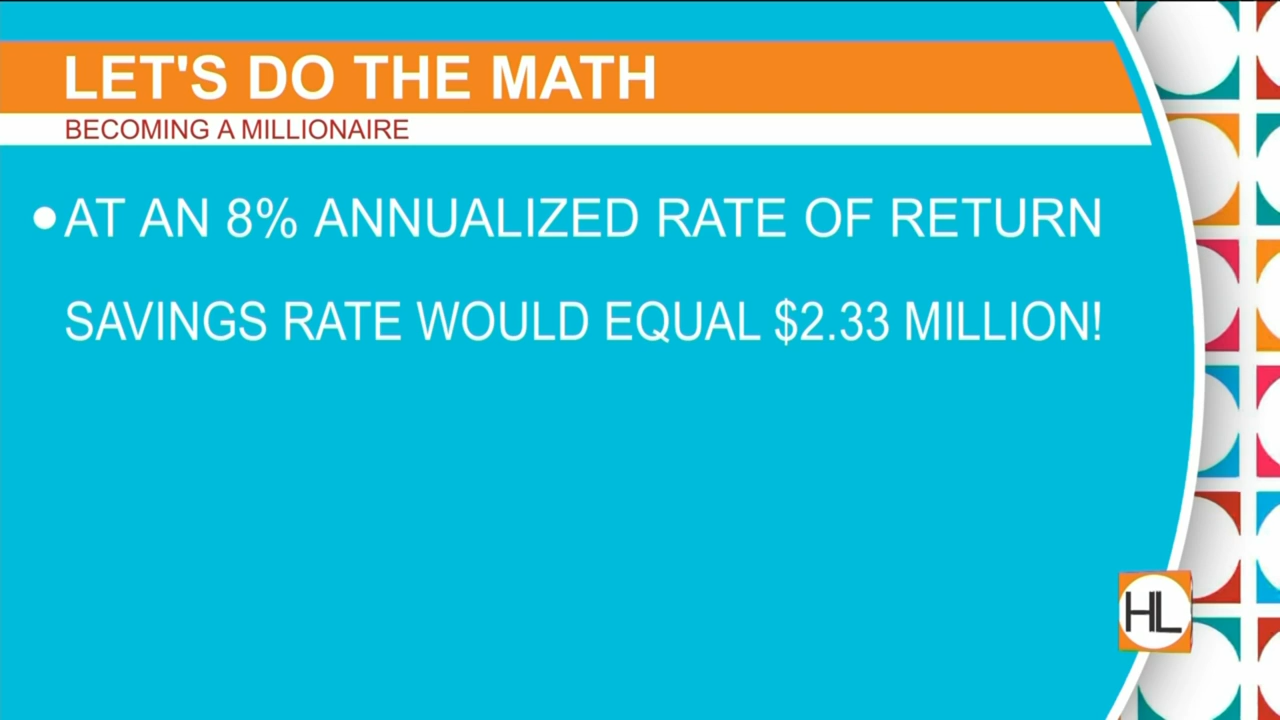 LET'S DO THE MATH
BECOMING A MILLIONAIRE
●AT AN 8% ANNUALIZED RATE OF RETURN
SAVINGS RATE WOULD EQUAL $2.33 MILLION!
HL